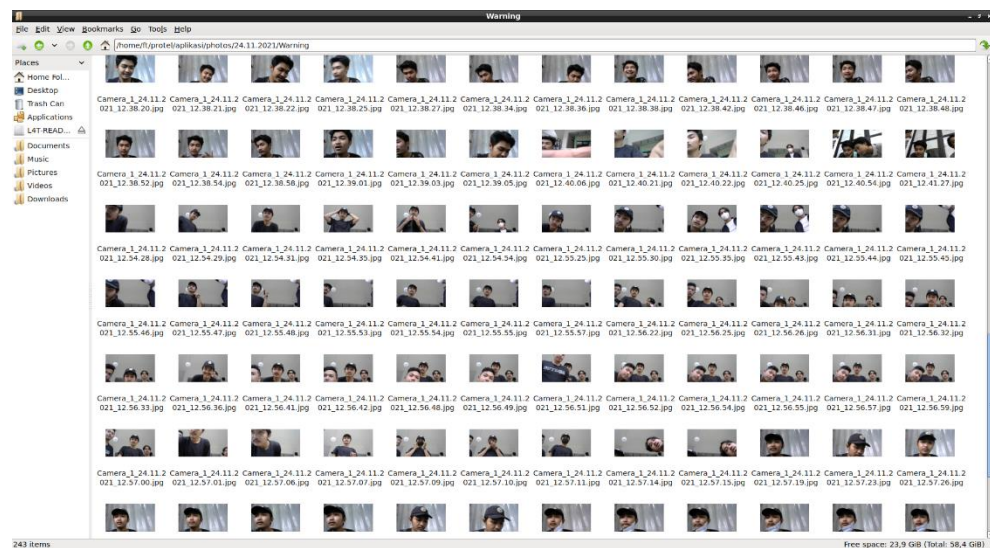 Warning
File Edit View Bookmarks Go Tools Help
/home/fl/protel/aplikasi/photos/24.11.2021/Warning
Places
Home Fol...
Desktop
Trash Can
Applications
L4T-READ...
Documents
Music
Pictures
Videos
Downloads
Camera_1_24.11.2 Camera_1_24.11.2 Camera_1_24.11.2 Camera_1_24.11.2 Camera_1_24.11.2 Camera_1_24.11.2 Camera_1_24.11.2 Camera_1_24.11.2 Camera_1_24.11.2 Camera_1_24.11.2 Camera_1_24.11.2 Camera_1_24.11.2
021_12.38.20.jpg 021_12.38.21.jpg 021_12.38.22.jpg 021_12.38.25.jpg 021_12.38.27.jpg 021_12.38.34.jpg 021_12.38.36.jpg 021_12.38.38.jpg 021_12.38.42.jpg 021_12.38.46.jpg 021_12.38.47.jpg 021_12.38.48.jpg
Camera_1_24.11.2 Camera_1_24.11.2 Camera_1_24.11.2 Camera_1_24.11.2 Camera_1_24.11.2 Camera_1_24.11.2 Camera_1_24.11.2 Camera_1_24.11.2 Camera_1_24.11.2 Camera_1_24.11.2 Camera_1_24.11.2 Camera_1_24.11.2
021_12.38.52.jpg 021_12.38.54.jpg 021_12.38.58.jpg 021_12.39.01.jpg 021_12.39.03.jpg 021_12.39.05.jpg 021_12.40.06.jpg 021_12.40.21.jpg 021_12.40.22.jpg 021_12.40.25.jpg 021_12.40.54.jpg 021_12.41.27.jpg
Camera_1_24.11.2 Camera_1_24.11.2 Camera_1_24.11.2 Camera_1_24.11.2 Camera_1_24.11.2 Camera_1_24.11.2 Camera_1_24.11.2 Camera_1_24.11.2 Camera_1_24.11.2 Camera_1_24.11.2 Camera_1_24.11.2 Camera_1_24.11.2
021_12.54.28.jpg 021_12.54.29.jpg 021_12.54.31.jpg 021_12.54.35.jpg 021_12.54.41.jpg 021_12.54.54.jpg 021_12.55.25.jpg 021_12.55.30.jpg 021_12.55.35.jpg 021_12.55.43.jpg 021_12.55.44.jpg 021_12.55.45.jpg
Camera_1_24.11.2 Camera_1_24.11.2 Camera_1_24.11.2 Camera_1_24.11.2 Camera_1_24.11.2 Camera_1_24.11.2 Camera_1_24.11.2 Camera_1_24.11.2 Camera_1_24.11.2 Camera_1_24.11.2 Camera_1_24.11.2 Camera_1_24.11.2
021_12.55.46.jpg 021_12.55.47.jpg 021_12.55.48.jpg 021_12.55.53.jpg 021_12.55.54.jpg 021_12.55.55.jpg 021_12.55.57.jpg 021_12.56.22.jpg 021_12.56.25.jpg 021_12.56.26.jpg 021_12.56.31.jpg 021_12.56.32.jpg
Camera_1_24.11.2 Camera_1_24.11.2 Camera_1_24.11.2 Camera_1_24.11.2 Camera_1_24.11.2 Camera_1_24.11.2 Camera_1_24.11.2 Camera_1_24.11.2 Camera_1_24.11.2 Camera_1_24.11.2 Camera_1_24.11.2 Camera_1_24.11.2
021_12.56.33.jpg 021_12.56.36.jpg 021_12.56.41.jpg 021_12.56.42.jpg 021_12.56.48.jpg 021_12.56.49.jpg 021_12.56.51.jpg 021_12.56.52.jpg 021_12.56.54.jpg 021_12.56.55.jpg 021_12.56.57.jpg 021_12.56.59.jpg
Camera_1_24.11.2 Camera_1_24.11.2 Camera_1_24.11.2 Camera_1_24.11.2 Camera_1_24.11.2 Camera_1_24.11.2 Camera_1_24.11.2 Camera_1_24.11.2 Camera_1_24.11.2 Camera_1_24.11.2 Camera_1_24.11.2 Camera_1_24.11.2
021_12.57.00.jpg 021_12.57.01.jpg 021_12.57.06.jpg 021_12.57.07.jpg 021_12.57.09.jpg 021_12.57.10.jpg 021_12.57.11.jpg 021_12.57.14.jpg 021_12.57.15.jpg 021_12.57.19.jpg 021_12.57.23.jpg 021_12.57.26.jpg
243 items Free space: 23,9 GiB (Total: 58,4 GiB)